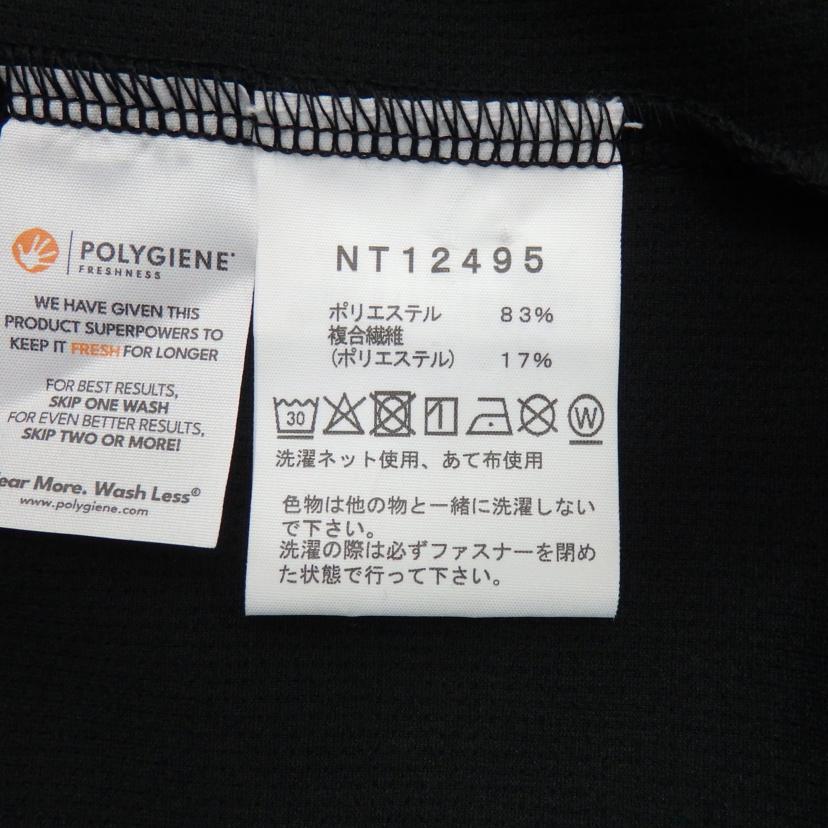 POLYGIENE
FRESHNESS
WE HAVE GIVEN THIS
PRODUCT SUPERPOWERS TO
KEEP IT FRESH FOR LONGER
FOR BEST RESULTS,
SKIP ONE WASH
FOR EVEN BETTER RESULTS,
SKIP TWO OR MORE!
ear More. Wash Less®
www.polygiene.com
NT12495
ポリエステル 83%
複合繊維
(ポリエステル) 17%
30 W
洗濯ネット使用、あて布使用
色物は他の物と一緒に洗濯しない
で下さい。
洗濯の際は必ずファスナーを閉め
た状態で行って下さい。